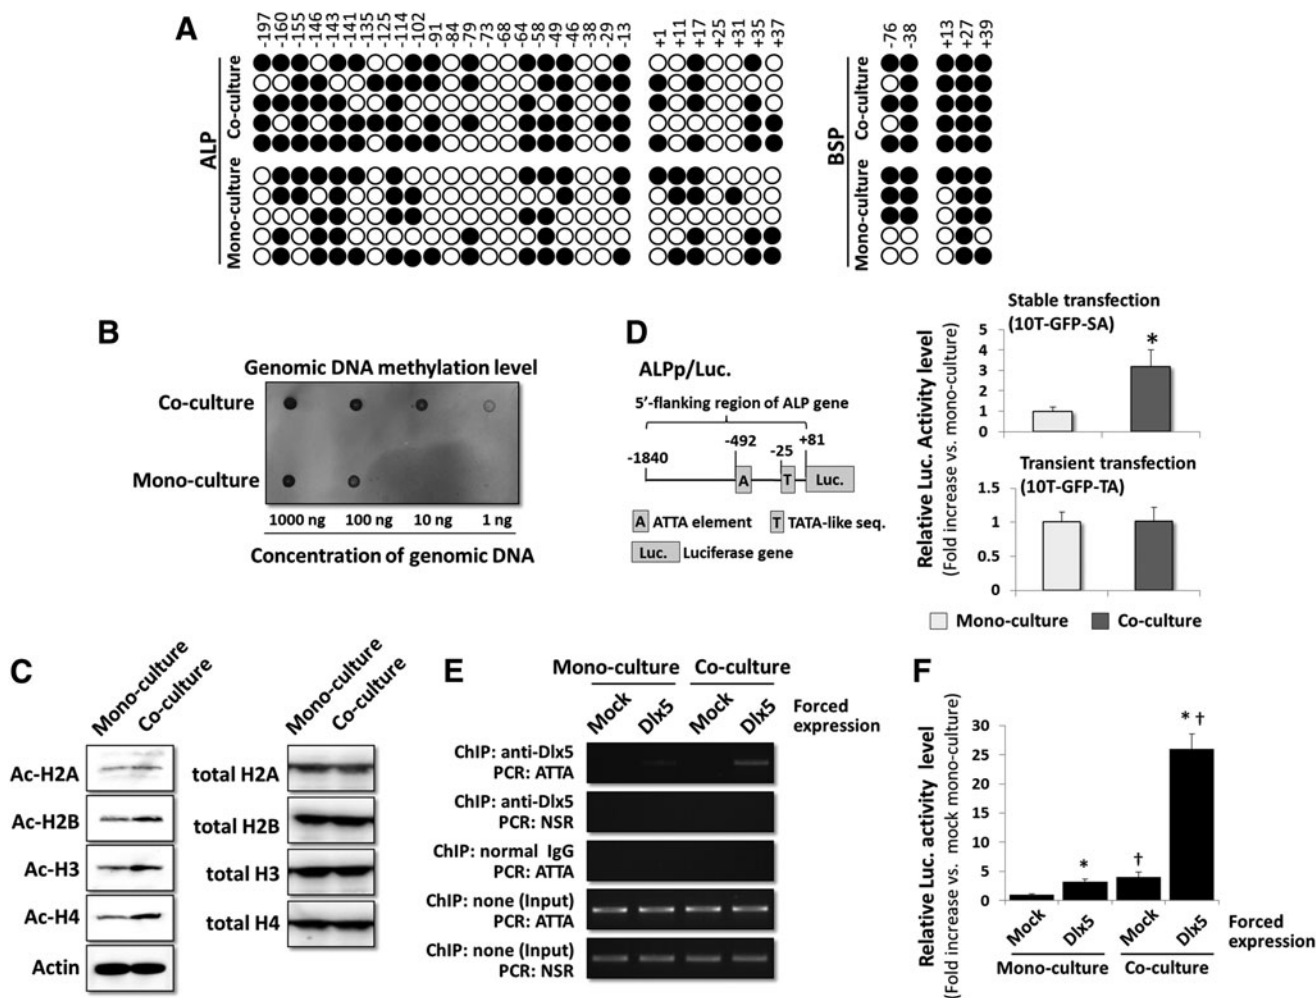 A
-197 -160 -155 -146 -143 -141 -135 -125 -114 -102 -91 -84 -79 -73 -68 -64 -58 -49 -46 -38 -29 -13
+1 +11 +17 +25 +31 +35 +37
-76 -38
+13 +27 +39
ALP
Co-culture
Mono-culture
BSP
Co-culture
Mono-culture
B
Genomic DNA methylation level
Co-culture
Mono-culture
1000 ng 100 ng 10 ng 1 ng
Concentration of genomic DNA
D
ALPp/Luc.
5′-flanking region of ALP gene
-1840
-492
-25
+81
A T Luc.
A ATTA element
T TATA-like seq.
Luc. Luciferase gene
Relative Luc. Activity level
(Fold increase vs. mono-culture)
Stable transfection
(10T-GFP-SA)
5
4
3
2
1
0
*
Transient transfection
(10T-GFP-TA)
1.5
1
0.5
0
Mono-culture Co-culture
C
Mono-culture
Co-culture
Ac-H2A
Ac-H2B
Ac-H3
Ac-H4
Actin
Mono-culture
Co-culture
total H2A
total H2B
total H3
total H4
E
Mono-culture Co-culture
Mock Dlx5 Mock Dlx5
Forced
expression
ChIP: anti-Dlx5
PCR: ATTA
ChIP: anti-Dlx5
PCR: NSR
ChIP: normal IgG
PCR: ATTA
ChIP: none (Input)
PCR: ATTA
ChIP: none (Input)
PCR: NSR
F
Relative Luc. activity level
(Fold increase vs. mock mono-culture)
30
25
20
15
10
5
0
*
†
* †
Mock Dlx5 Mock Dlx5
Forced
expression
Mono-culture Co-culture